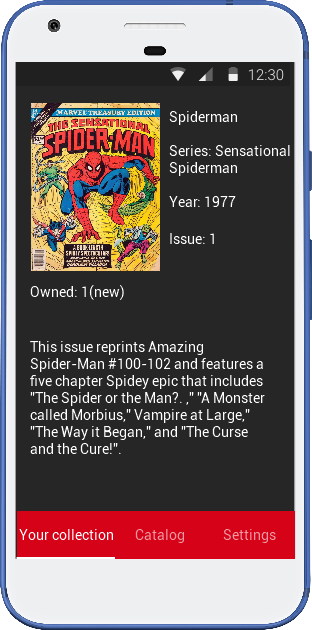 12:30
MARVEL TREASURY EDITION
THE SENSATIONAL
SPIDER-MAN
A BOOK-LENGTH
Spiderman
Series: Sensational
Spiderman
Year: 1977
Issue: 1
Owned: 1(new)
This issue reprints Amazing
Spider-Man #100-102 and features a
five chapter Spidey epic that includes
"The Spider or the Man?. ," "A Monster
called Morbius," Vampire at Large,"
"The Way it Began," and "The Curse
and the Cure!".
Your collection Catalog Settings